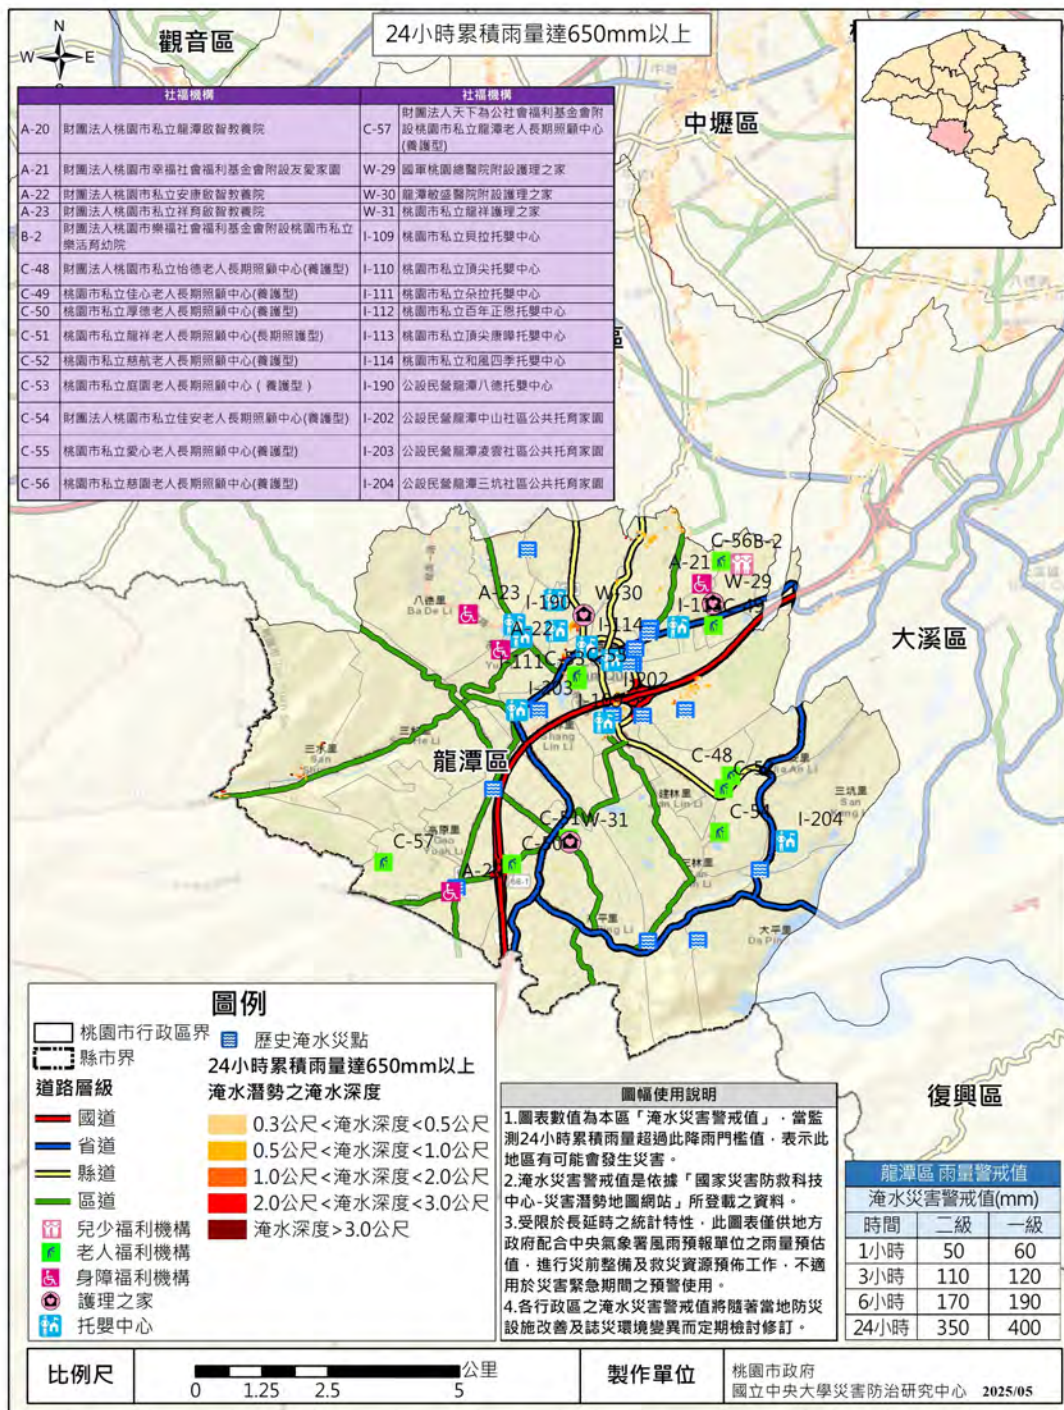 24小時累積雨量達650mm以上
觀音區
中壢區
N
W
E
社福機構 社福機構
A-20 財團法人桃園市私立龍潭啟智教養院 C-57 財團法人天下為公社會福利基金會附設桃園市私立龍潭老人長期照顧中心(養護型)
A-21 財團法人桃園市幸福社會福利基金會附設友愛家園 W-29 國軍桃園總醫院附設護理之家
A-22 財團法人桃園市私立安康啟智教養院 W-30 龍潭敏盛醫院附設護理之家
A-23 財團法人桃園市私立祥育啟智教養院 W-31 桃園市私立龍祥護理之家
B-2 財團法人桃園市樂福社會福利基金會附設桃園市私立樂活育幼院 I-109 桃園市私立貝拉托嬰中心
C-48 財團法人桃園市私立怡德老人長期照顧中心(養護型) I-110 桃園市私立頂尖托嬰中心
C-49 桃園市私立佳心老人長期照顧中心(養護型) I-111 桃園市私立朵拉托嬰中心
C-50 桃園市私立厚德老人長期照顧中心(養護型) I-112 桃園市私立百年正恩托嬰中心
C-51 桃園市私立龍祥老人長期照顧中心(長期照護型) I-113 桃園市私立頂尖唐暐托嬰中心
C-52 桃園市私立慈航老人長期照顧中心(養護型) I-114 桃園市私立和風四季托嬰中心
C-53 桃園市私立庭園老人長期照顧中心(養護型) I-190 公設民營龍潭八德托嬰中心
C-54 財團法人桃園市私立佳安老人長期照顧中心(養護型) I-202 公設民營龍潭中山社區公共托育家園
C-55 桃園市私立愛心老人長期照顧中心(養護型) I-203 公設民營龍潭凌雲社區公共托育家園
C-56 桃園市私立慈園老人長期照顧中心(養護型) I-204 公設民營龍潭三坑社區公共托育家園
區
大溪區
C-56 B-2
A-21
W-29
A-23
I-190
W-30
C-49
八德里
Ba De Li
A-22
I-114
I-111
C-53
C-55
I-203
I-202
龍潭區
三水里
Shang
Lin Li
C-48
三坑里
C-54
I-204
建林里
C-57
高原里
Yuan Li
C-51 W-31
C-50
三林里
大平里
Da Pin
復興區
圖例
桃園市行政區界
縣市界
道路層級
國道
省道
縣道
區道
兒少福利機構
老人福利機構
身障福利機構
護理之家
托嬰中心
歷史淹水災點
24小時累積雨量達650mm以上
淹水潛勢之淹水深度
0.3公尺<淹水深度<0.5公尺
0.5公尺<淹水深度<1.0公尺
1.0公尺<淹水深度<2.0公尺
2.0公尺<淹水深度<3.0公尺
淹水深度>3.0公尺
圖幅使用說明
1.圖表數值為本區「淹水災害警戒值」,當監
測24小時累積雨量超過此降雨門檻值,表示此
地區有可能會發生災害。
2.淹水災害警戒值是依據「國家災害防救科技
中心-災害潛勢地圖網站」所登載之資料。
3.受限於長延時之統計特性,此圖表僅供地方
政府配合中央氣象署風雨預報單位之雨量預估
值,進行災前整備及救災資源預佈工作,不適
用於災害緊急期間之預警使用。
4.各行政區之淹水災害警戒值將隨著當地防災
設施改善及誌災環境變異而定期檢討修訂。
龍潭區 雨量警戒值
淹水災害警戒值(mm)
時間 二級 一級
1小時 50 60
3小時 110 120
6小時 170 190
24小時 350 400
比例尺
公里
0 1.25 2.5 5
製作單位
桃園市政府
國立中央大學災害防治研究中心 2025/05